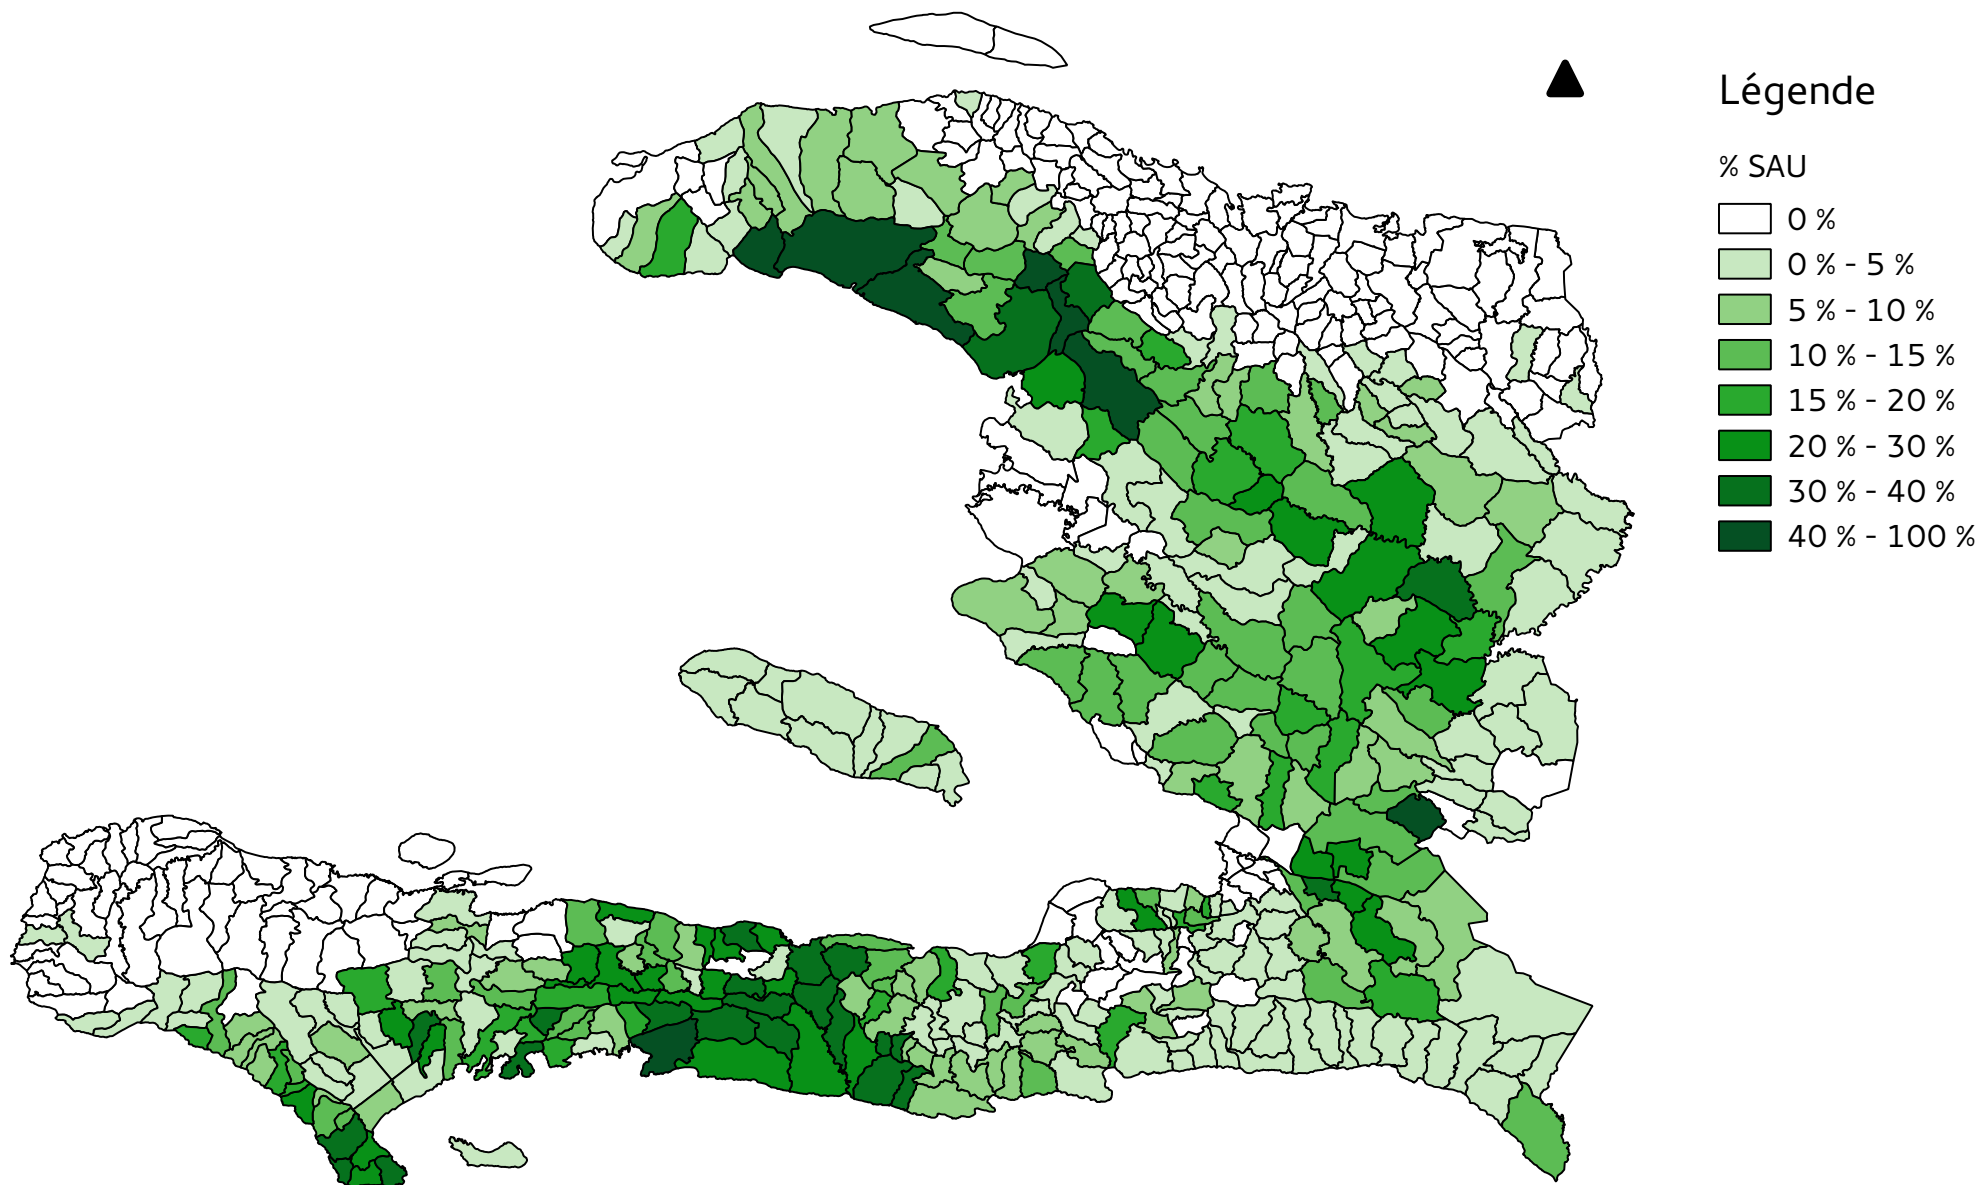 Légende
% SAU
0 %
0 % - 5 %
5 % - 10 %
10 % - 15 %
15 % - 20 %
20 % - 30 %
30 % - 40 %
40 % - 100 %